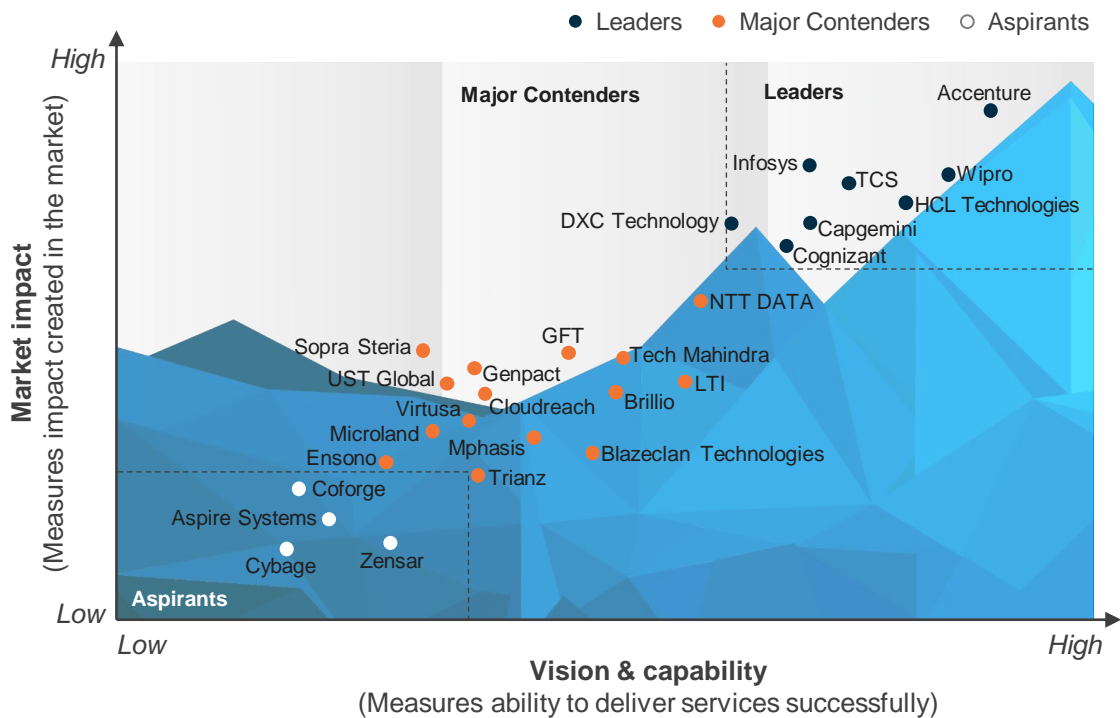 Leaders
Major Contenders
Aspirants
High
Major Contenders
Leaders
Accenture
Infosys
TCS
Wipro
HCL Technologies
DXC Technology
Capgemini
Cognizant
NTT DATA
GFT
Sopra Steria
Tech Mahindra
Genpact
UST Global
LTI
Brillio
Cloudreach
Virtusa
Microland
Mphasis
Blazeclan Technologies
Ensono
Trianz
Coforge
Aspire Systems
Zensar
Cybage
Aspirants
Low
Market impact
(Measures impact created in the market)
Low
High
Vision & capability
(Measures ability to deliver services successfully)